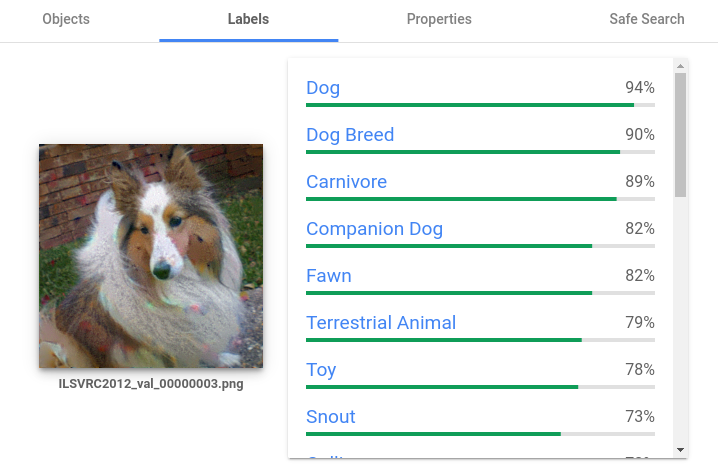 Objects Labels Properties Safe Search
Dog 94%
Dog Breed 90%
Carnivore 89%
Companion Dog 82%
Fawn 82%
Terrestrial Animal 79%
Toy 78%
Snout 73%
ILSVRC2012_val_00000003.png